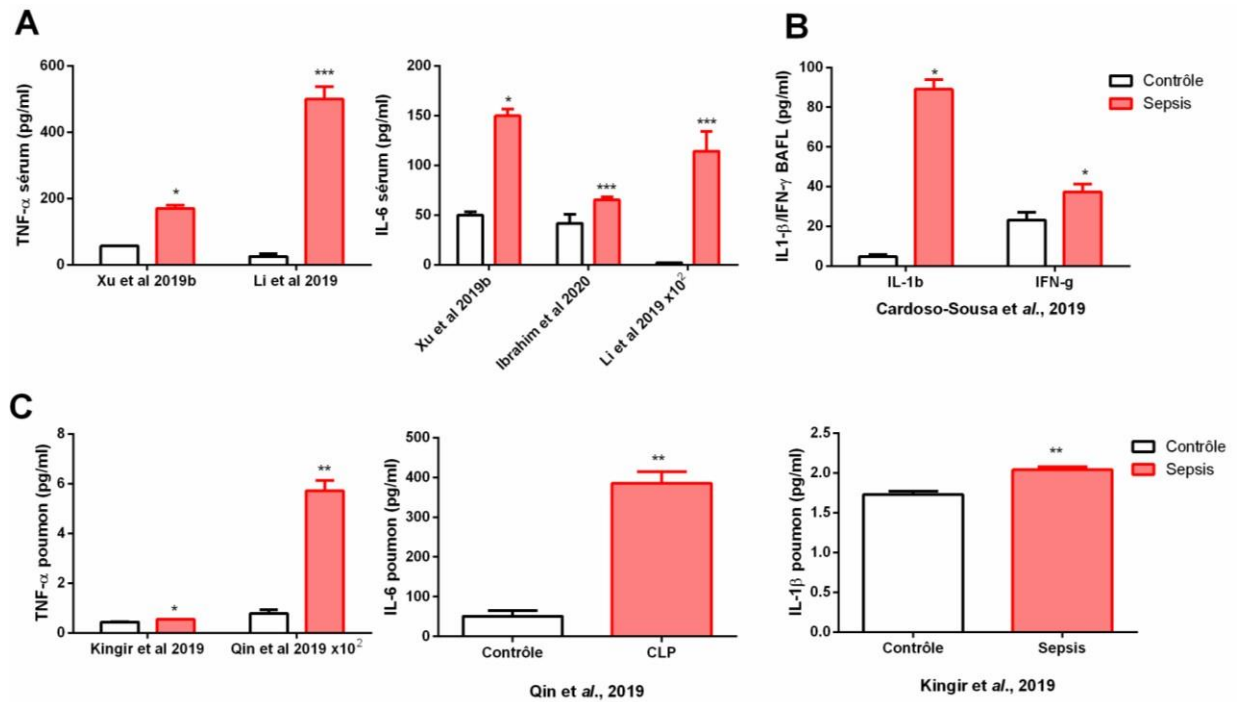 A
TNF-α sérum (pg/ml)
600
400
200
0
*
***
Xu et al 2019b
Li et al 2019
IL-6 sérum (pg/ml)
200
150
100
50
0
*
***
***
Xu et al 2019b
Ibrahim et al 2020
Li et al 2019 x10²
B
IL1-β/IFN-γ BAFL (pg/ml)
100
80
60
40
20
0
*
*
IL-1b
IFN-g
Cardoso-Sousa et al., 2019
Contrôle
Sepsis
C
TNF-α poumon (pg/ml)
8
6
4
2
0
*
**
Kingir et al 2019
Qin et al 2019 x10²
IL-6 poumon (pg/ml)
500
400
300
200
100
0
**
Contrôle
CLP
Qin et al., 2019
IL-1β poumon (pg/ml)
2.5
2.0
1.5
1.0
0.5
0.0
**
Contrôle
Sepsis
Kingir et al., 2019
Contrôle
Sepsis